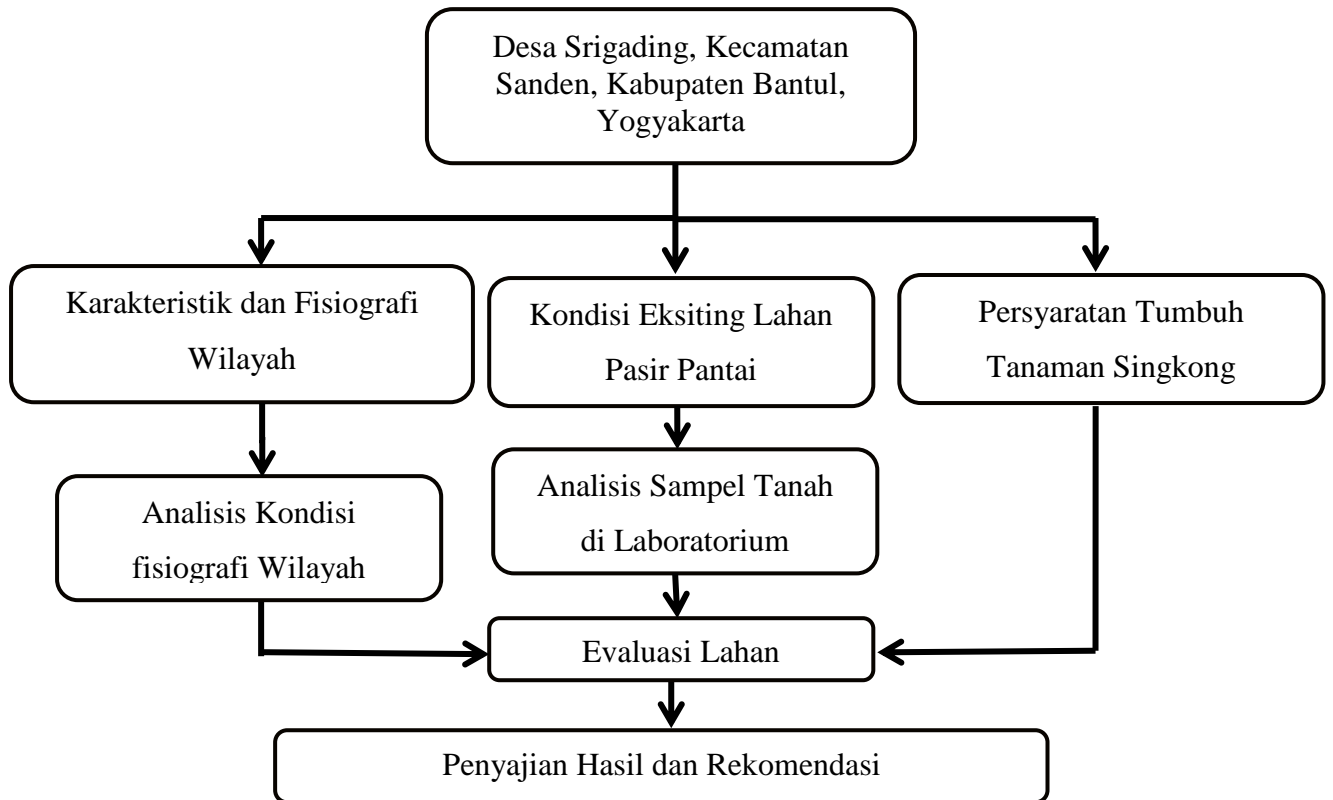 Desa Srigading, Kecamatan
Sanden, Kabupaten Bantul,
Yogyakarta
Karakteristik dan Fisiografi
Wilayah
Kondisi Eksiting Lahan
Pasir Pantai
Persyaratan Tumbuh
Tanaman Singkong
Analisis Kondisi
fisiografi Wilayah
Analisis Sampel Tanah
di Laboratorium
Evaluasi Lahan
Penyajian Hasil dan Rekomendasi